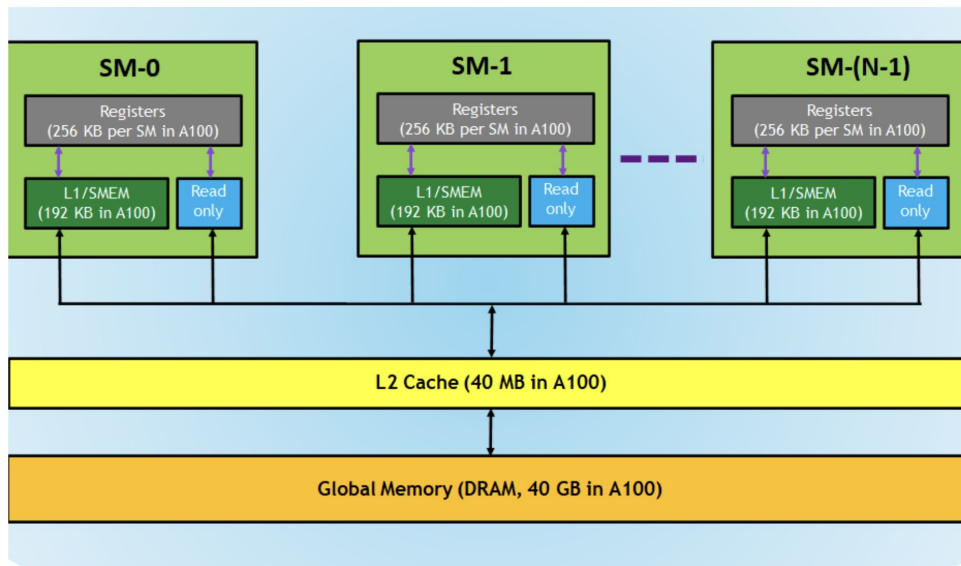 SM-0
Registers
(256 KB per SM in A100)
L1/SMEM
(192 KB in A100)
Read
only
SM-1
Registers
(256 KB per SM in A100)
L1/SMEM
(192 KB in A100)
Read
only
SM-(N-1)
Registers
(256 KB per SM in A100)
L1/SMEM
(192 KB in A100)
Read
only
L2 Cache (40 MB in A100)
Global Memory (DRAM, 40 GB in A100)